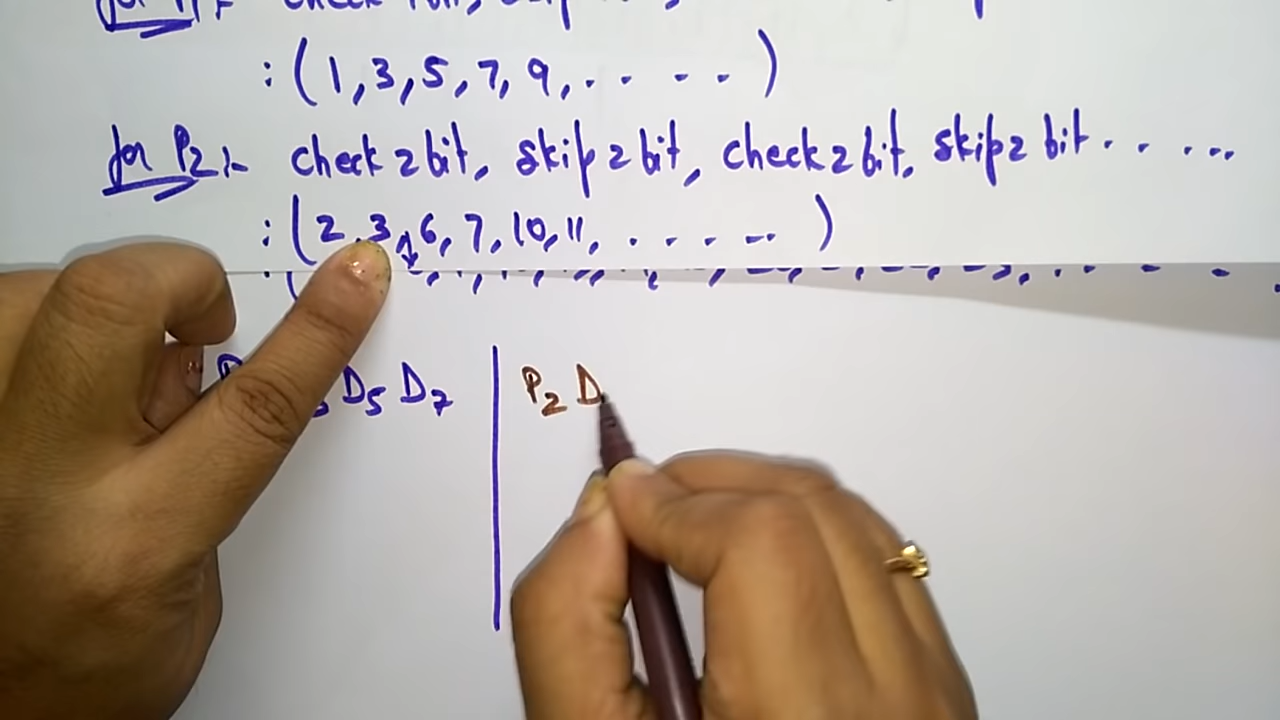 : (1, 3, 5, 7, 9, . . - - )
for P2 :- check 2 bit, skip 2 bit, check 2 bit, skip 2 bit . . . ...
: (2, 3, 6, 7, 10, 11, . . . . .. )
D5 D7 | P2 D